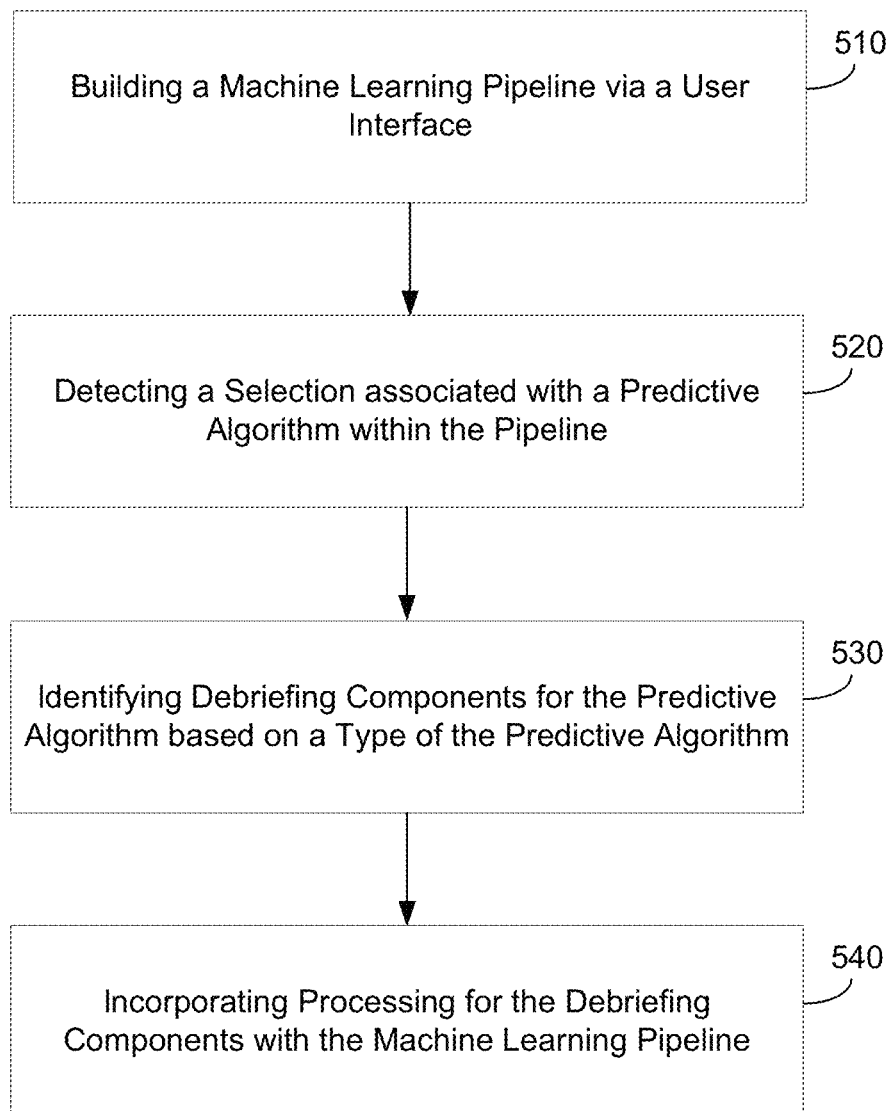 510
Building a Machine Learning Pipeline via a User
Interface
520
Detecting a Selection associated with a Predictive
Algorithm within the Pipeline
530
Identifying Debriefing Components for the Predictive
Algorithm based on a Type of the Predictive Algorithm
540
Incorporating Processing for the Debriefing
Components with the Machine Learning Pipeline